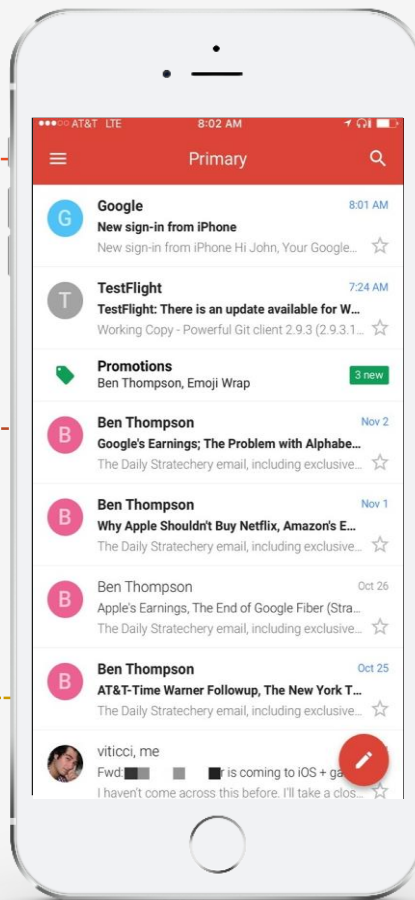 AT&T LTE 8:02 AM
Primary
G Google 8:01 AM
New sign-in from iPhone
New sign-in from iPhone Hi John, Your Google...
T TestFlight 7:24 AM
TestFlight: There is an update available for W...
Working Copy - Powerful Git client 2.9.3 (2.9.3.1...
Promotions
Ben Thompson, Emoji Wrap 3 new
B Ben Thompson Nov 2
Google's Earnings; The Problem with Alphabe...
The Daily Stratechery email, including exclusive...
B Ben Thompson Nov 1
Why Apple Shouldn't Buy Netflix, Amazon's E...
The Daily Stratechery email, including exclusive...
B Ben Thompson Oct 26
Apple's Earnings, The End of Google Fiber (Stra...
The Daily Stratechery email, including exclusive...
B Ben Thompson Oct 25
AT&T-Time Warner Followup, The New York T...
The Daily Stratechery email, including exclusive...
viticci, me
Fwd: is coming to iOS + ga
I haven't come across this before. I'll take a clos...